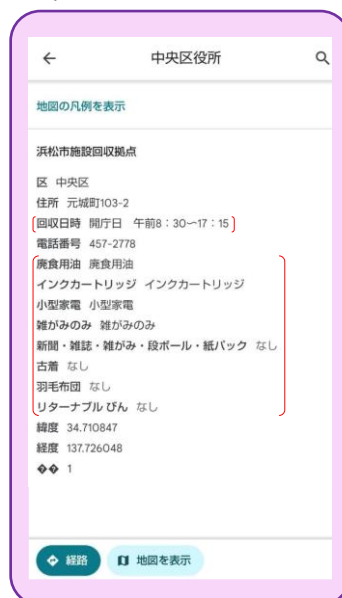 中央区役所
地図の凡例を表示
浜松市施設回収拠点
区 中央区
住所 元城町103-2
回収日時 開庁日 午前8：30〜17：15
電話番号 457-2778
廃食用油 廃食用油
インクカートリッジ インクカートリッジ
小型家電 小型家電
雑がみのみ 雑がみのみ
新聞・雑誌・雑がみ・段ボール・紙パック なし
古着 なし
羽毛布団 なし
リターナブル びん なし
緯度 34.710847
経度 137.726048
�� 1
経路 地図を表示